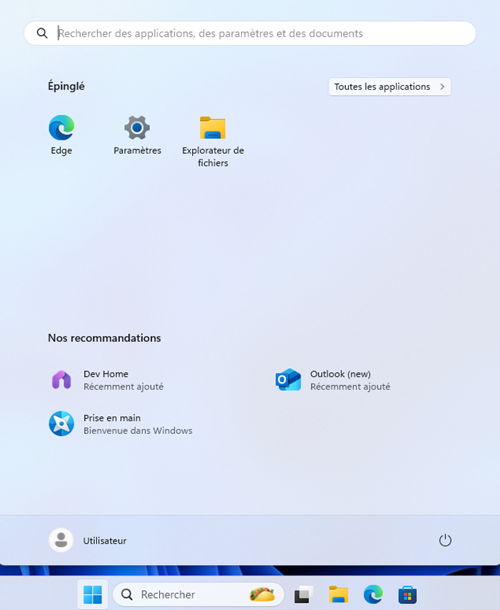 Rechercher des applications, des paramètres et des documents
Épinglé
Toutes les applications
Edge
Paramètres
Explorateur de
fichiers
Nos recommandations
Dev Home
Récemment ajouté
Outlook (new)
Récemment ajouté
Prise en main
Bienvenue dans Windows
Utilisateur
Rechercher